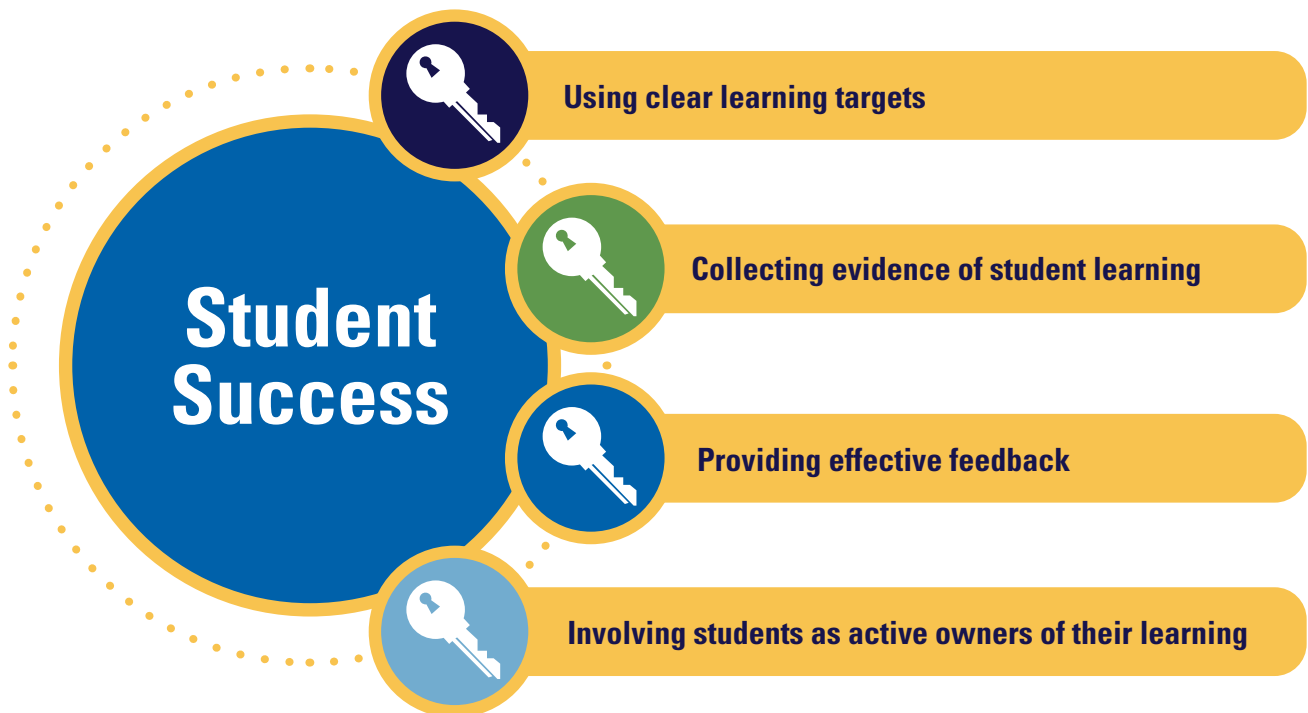 Using clear learning targets
Collecting evidence of student learning
Student
Success
Providing effective feedback
Involving students as active owners of their learning